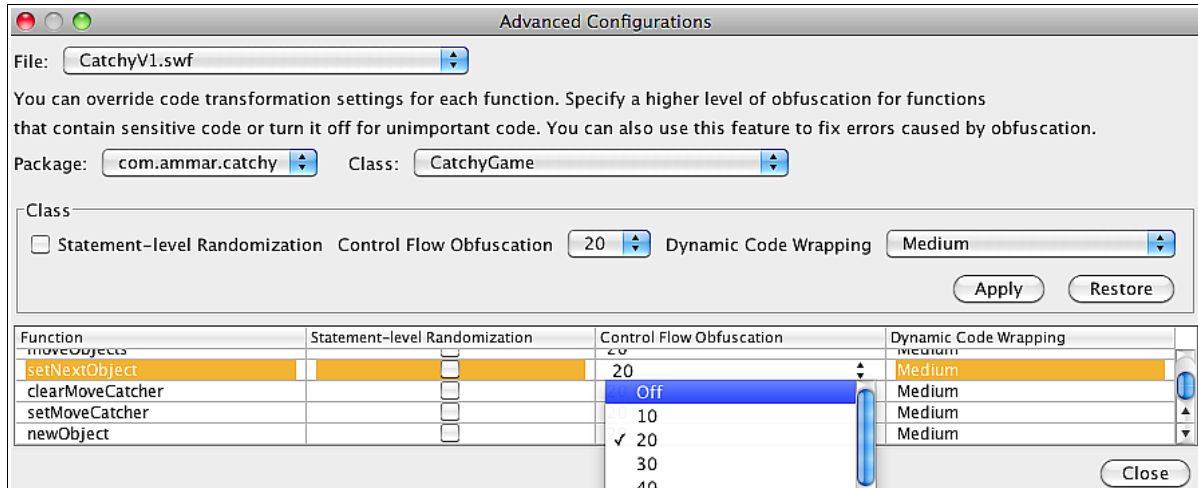 Advanced Configurations
File: CatchyV1.swf
You can override code transformation settings for each function. Specify a higher level of obfuscation for functions
that contain sensitive code or turn it off for unimportant code. You can also use this feature to fix errors caused by obfuscation.
Package: com.ammar.catchy Class: CatchyGame
Class
Statement-level Randomization Control Flow Obfuscation 20 Dynamic Code Wrapping Medium
Apply Restore
Function Statement-level Randomization Control Flow Obfuscation Dynamic Code Wrapping
moveObjects 20 Medium
setNextObject 20 Medium
clearMoveCatcher Off Medium
setMoveCatcher 10 Medium
newObject ✓ 20 Medium
30
40
Close